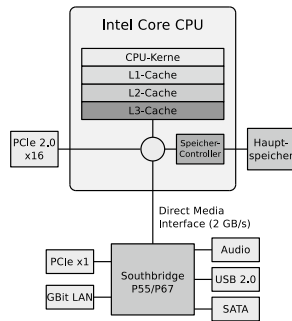 Intel Core CPU
CPU-Kerne
L1-Cache
L2-Cache
L3-Cache
PCIe 2.0
x16
Speicher-
Controller
Haupt-
speicher
Direct Media
Interface (2 GB/s)
PCIe x1
GBit LAN
Southbridge
P55/P67
Audio
USB 2.0
SATA